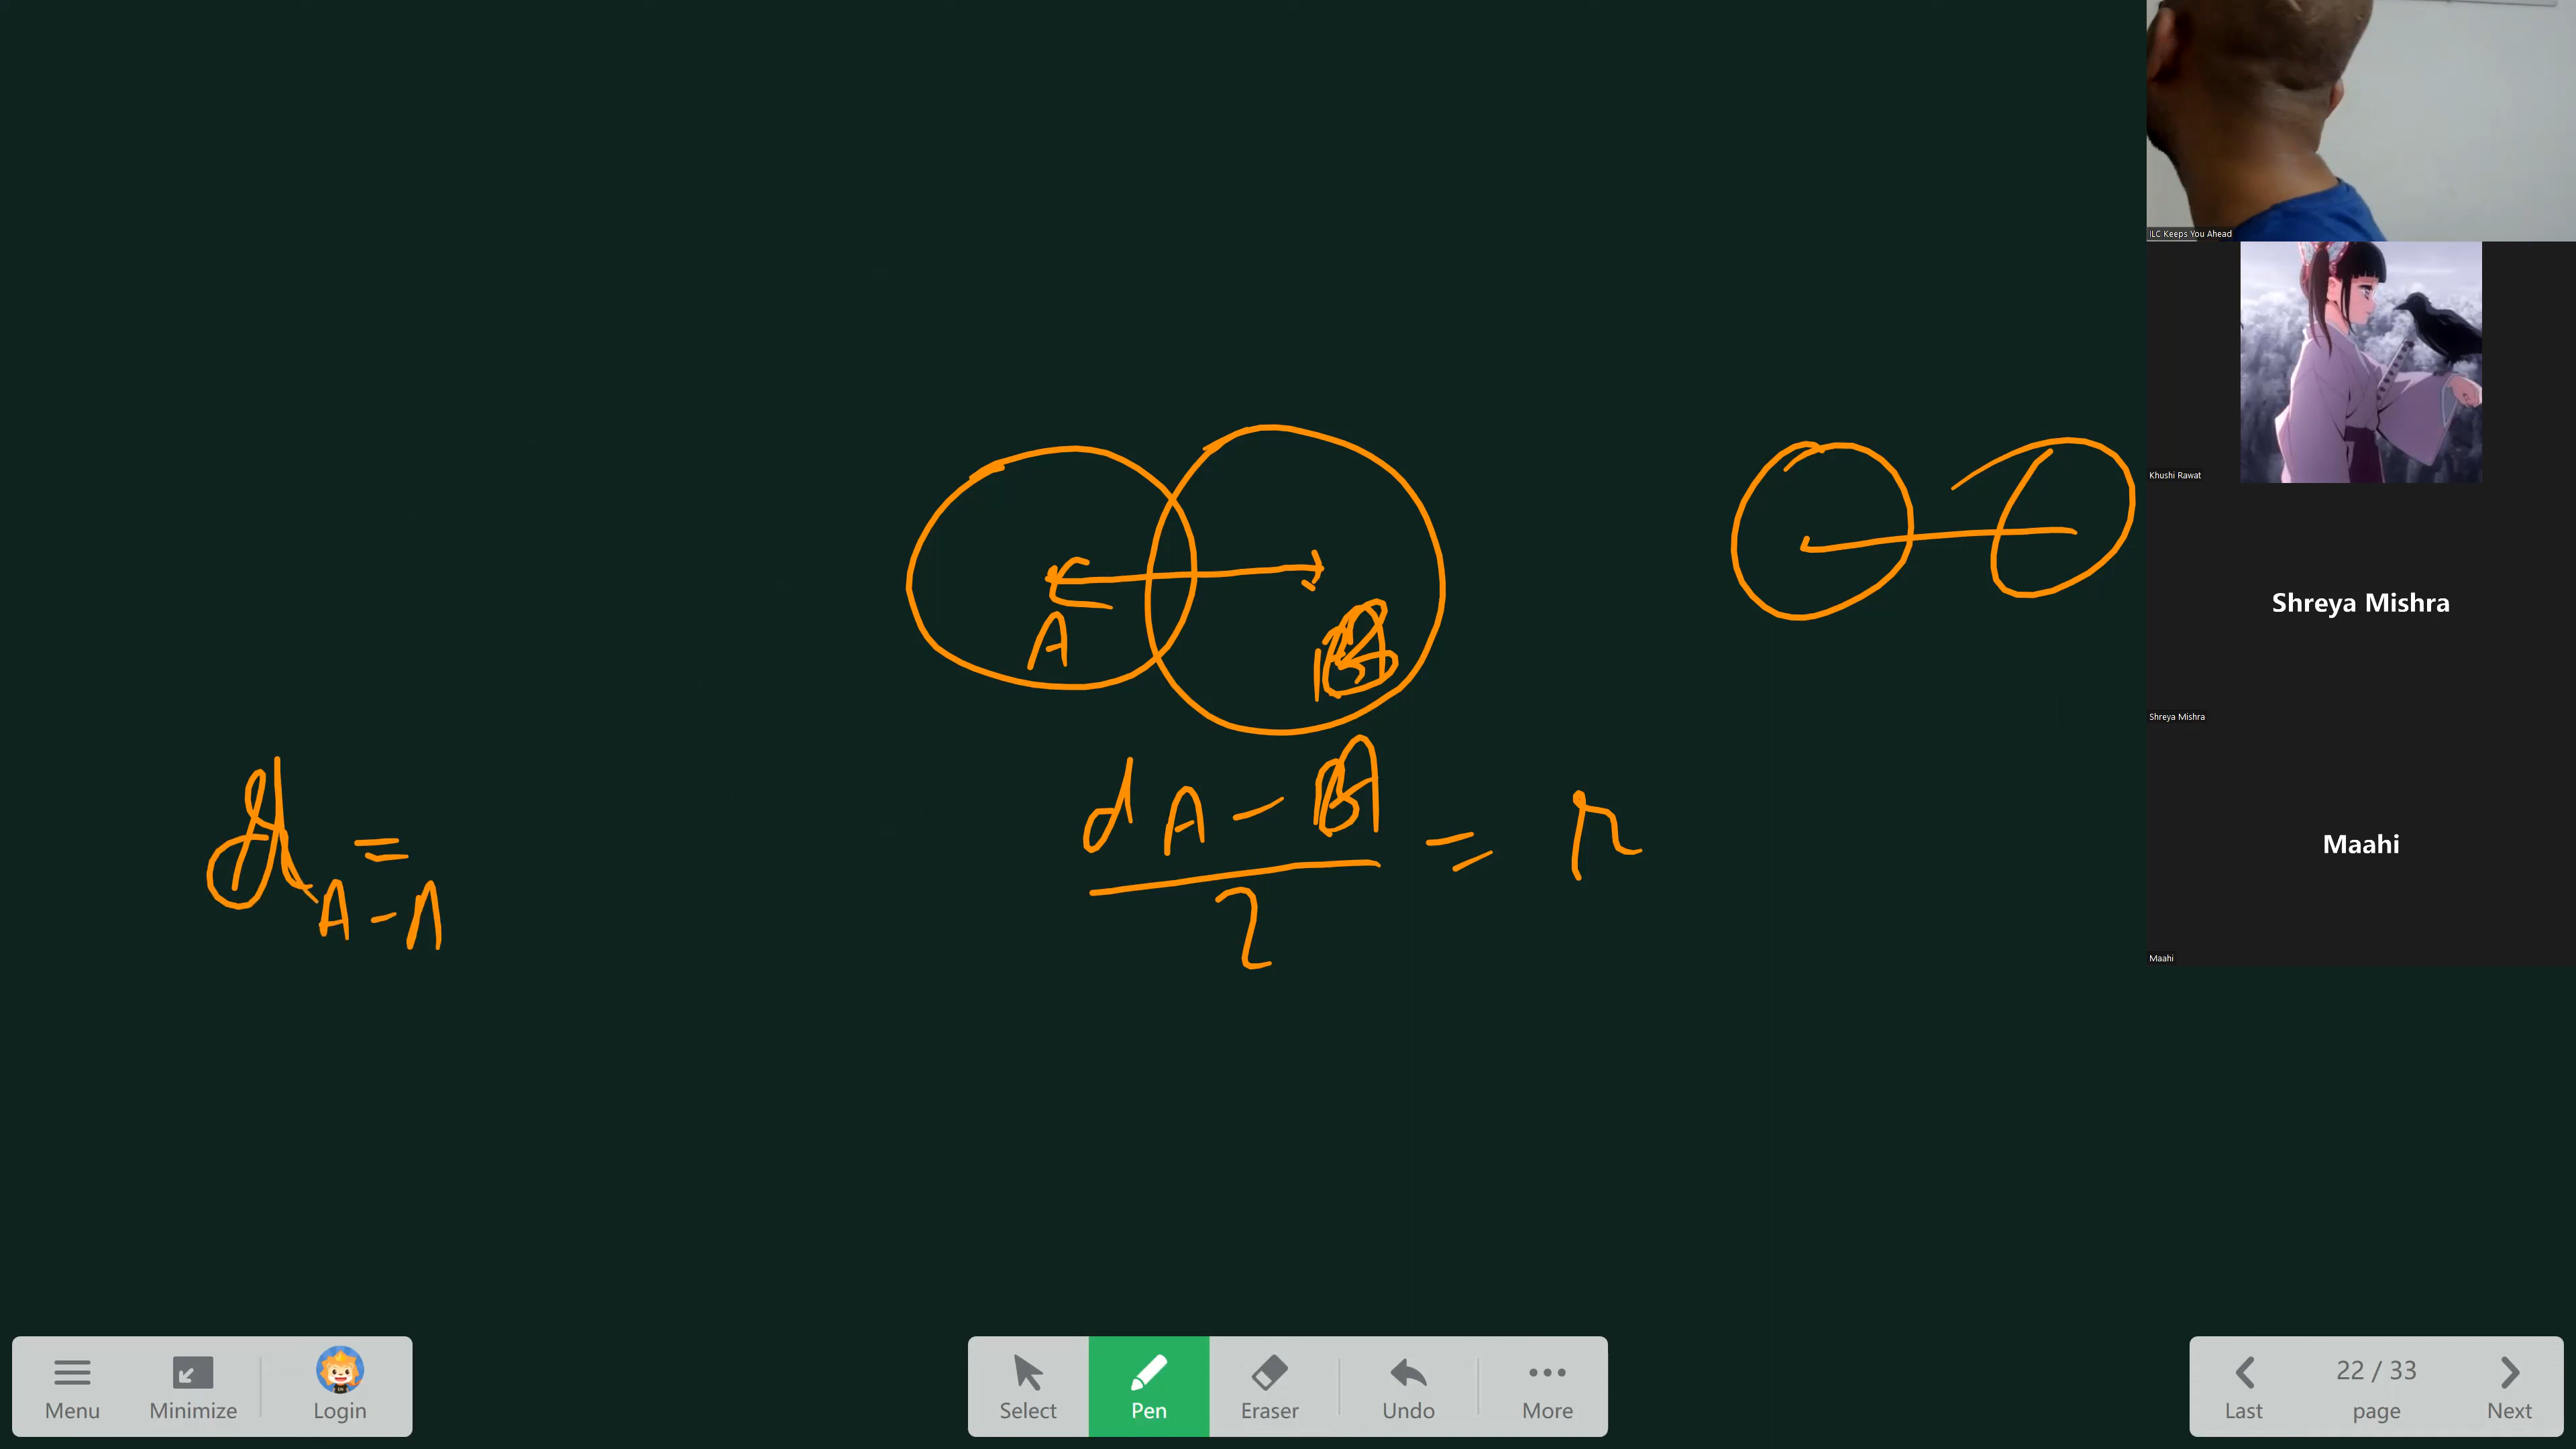 ILC Keeps You Ahead
Khushi Rawat
Shreya Mishra
Shreya Mishra
Maahi
Maahi
A
d A - A
2
= r
d A - A =
Menu
Minimize
Login
Select
Pen
Eraser
Undo
More
Last
22 / 33
page
Next